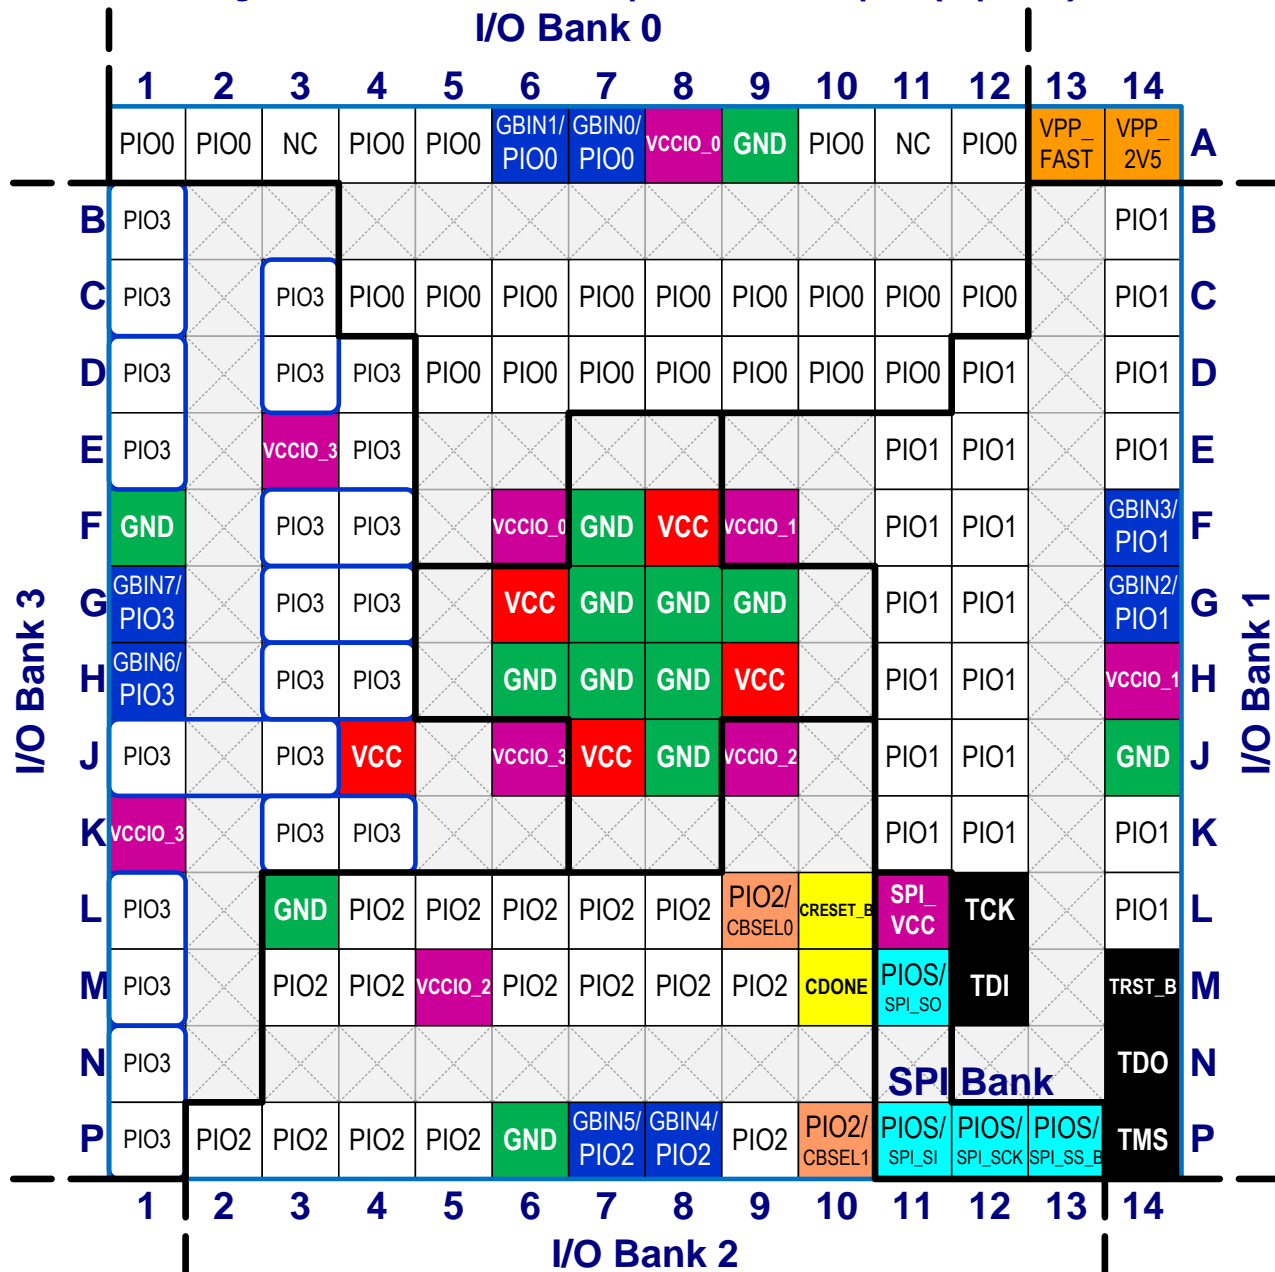 I/O Bank 0
1 2 3 4 5 6 7 8 9 10 11 12 13 14
PIO0 PIO0 NC PIO0 PIO0 GBIN1/ PIO0 GBIN0/ PIO0 VCCIO_0 GND PIO0 NC PIO0 VPP_ FAST VPP_ 2V5 A
B PIO3 PIO1 B
C PIO3 PIO3 PIO0 PIO0 PIO0 PIO0 PIO0 PIO0 PIO0 PIO0 PIO0 PIO1 C
D PIO3 PIO3 PIO3 PIO0 PIO0 PIO0 PIO0 PIO0 PIO0 PIO0 PIO1 PIO1 D
E PIO3 VCCIO_3 PIO3 PIO1 PIO1 PIO1 E
F GND PIO3 PIO3 VCCIO_0 GND VCC VCCIO_1 PIO1 PIO1 GBIN3/ PIO1 F
G GBIN7/ PIO3 PIO3 PIO3 VCC GND GND GND PIO1 PIO1 GBIN2/ PIO1 G
H GBIN6/ PIO3 PIO3 PIO3 GND GND GND VCC PIO1 PIO1 VCCIO_1 H
J PIO3 PIO3 VCC VCCIO_3 VCC GND VCCIO_2 PIO1 PIO1 GND J
K VCCIO_3 PIO3 PIO3 PIO1 PIO1 PIO1 K
L PIO3 GND PIO2 PIO2 PIO2 PIO2 PIO2 PIO2/ CBSEL0 CRESET_B SPI_ VCC TCK PIO1 L
M PIO3 PIO2 PIO2 VCCIO_2 PIO2 PIO2 PIO2 PIO2 CDONE PIOS/ SPI_SO TDI TRST_B M
N PIO3 SPI Bank TDO N
P PIO3 PIO2 PIO2 PIO2 PIO2 GND GBIN5/ PIO2 GBIN4/ PIO2 PIO2 PIO2/ CBSEL1 PIOS/ SPI_SI PIOS/ SPI_SCK PIOS/ SPI_SS_B TMS P
1 2 3 4 5 6 7 8 9 10 11 12 13 14
I/O Bank 2
I/O Bank 3
I/O Bank 1